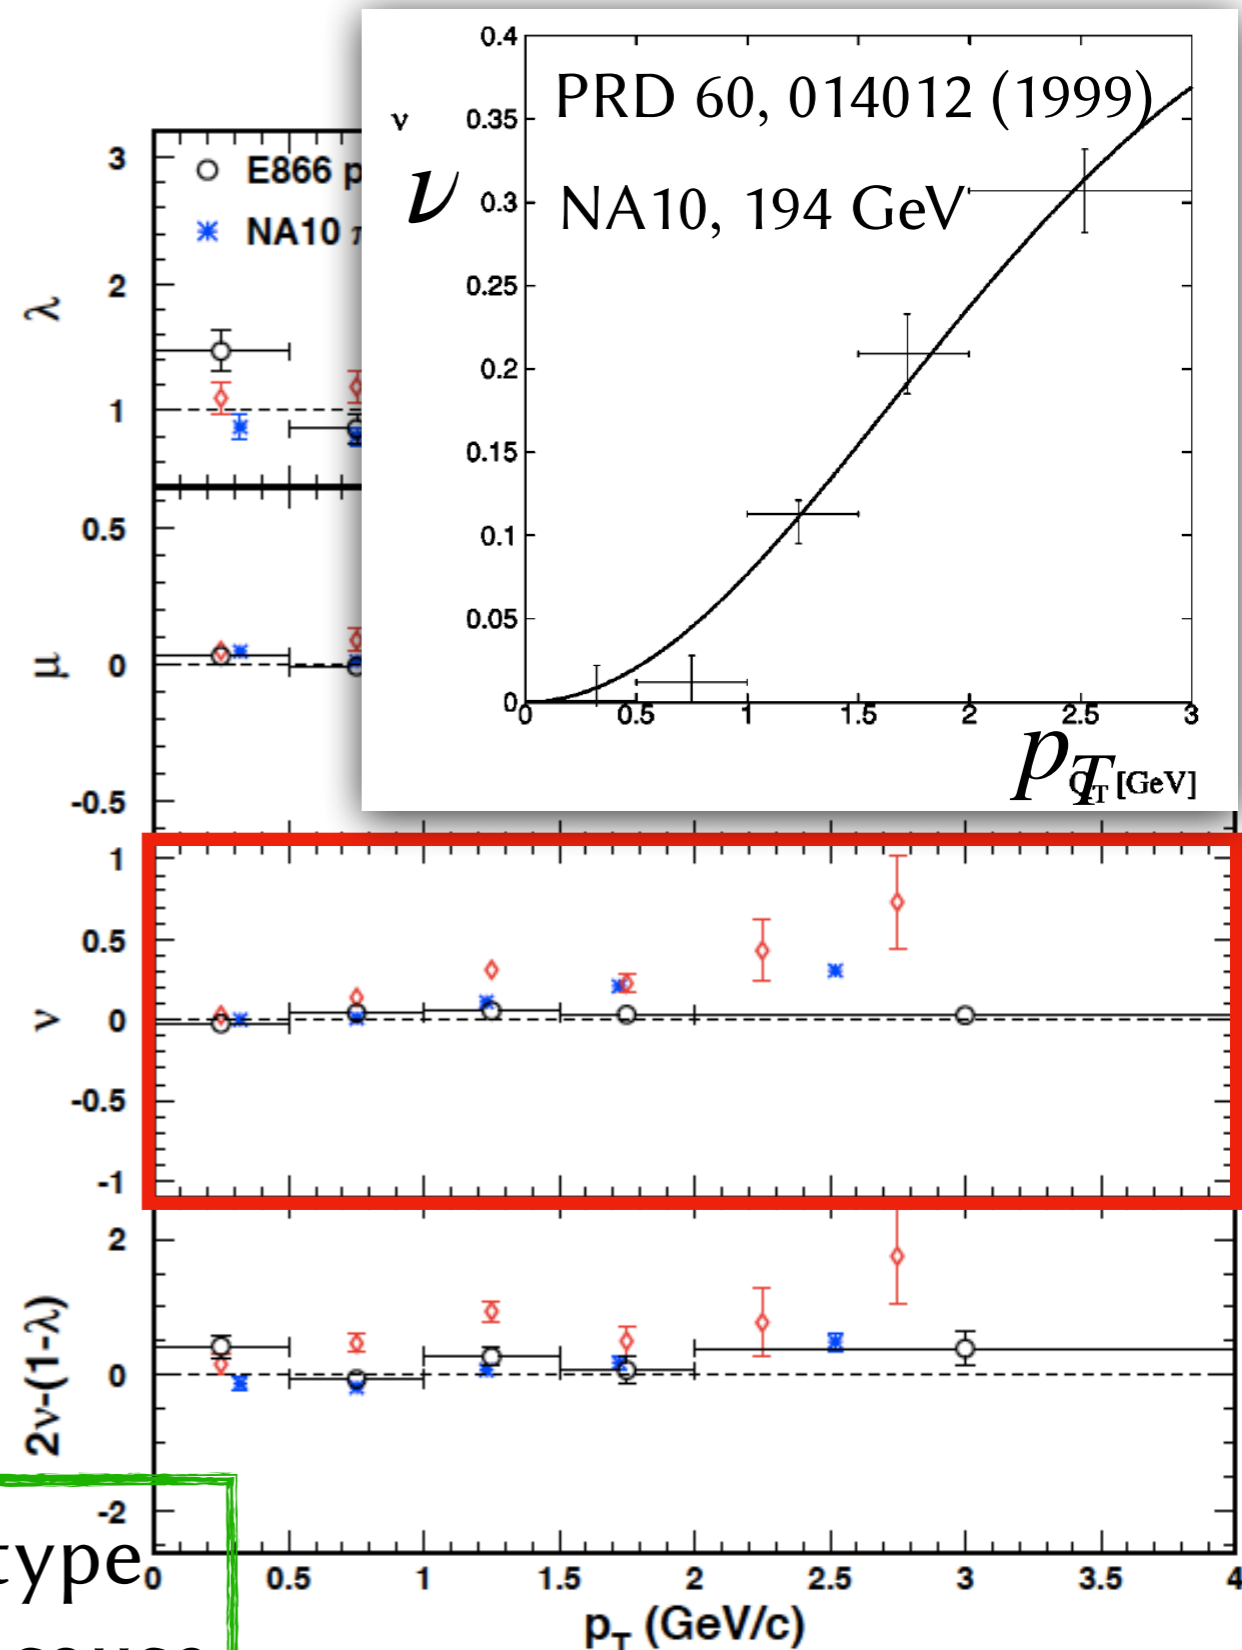 PRD 60, 014012 (1999)
NA10, 194 GeV
ν
ν
0.4
0.35
0.3
0.25
0.2
0.15
0.1
0.05
0
0 0.5 1 1.5 2 2.5 3
p_T
Q_T [GeV]
E866 p
NA10
λ
3
2
1
μ
0.5
0
-0.5
ν
1
0.5
0
-0.5
-1
2ν-(1-λ)
2
0
-2
0 0.5 1 1.5 2 2.5 3 3.5 4
p_T (GeV/c)
type